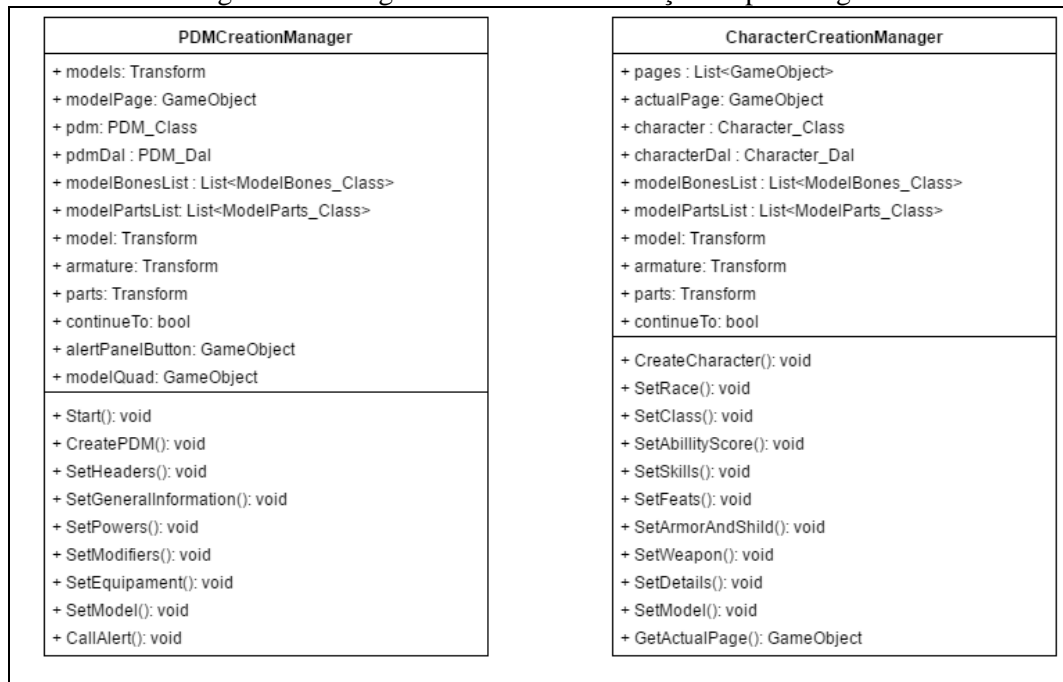 PDMCreationManager
+ models: Transform
+ modelPage: GameObject
+ pdm: PDM_Class
+ pdmDal : PDM_Dal
+ modelBonesList : List<ModelBones_Class>
+ modelPartsList: List<ModelParts_Class>
+ model: Transform
+ armature: Transform
+ parts: Transform
+ continueTo: bool
+ alertPanelButton: GameObject
+ modelQuad: GameObject
+ Start(): void
+ CreatePDM(): void
+ SetHeaders(): void
+ SetGeneralInformation(): void
+ SetPowers(): void
+ SetModifiers(): void
+ SetEquipament(): void
+ SetModel(): void
+ CallAlert(): void
CharacterCreationManager
+ pages : List<GameObject>
+ actualPage: GameObject
+ character : Character_Class
+ characterDal : Character_Dal
+ modelBonesList : List<ModelBones_Class>
+ modelPartsList : List<ModelParts_Class>
+ model: Transform
+ armature: Transform
+ parts: Transform
+ continueTo: bool
+ CreateCharacter(): void
+ SetRace(): void
+ SetClass(): void
+ SetAbillityScore(): void
+ SetSkills(): void
+ SetFeats(): void
+ SetArmorAndShild(): void
+ SetWeapon(): void
+ SetDetails(): void
+ SetModel(): void
+ GetActualPage(): GameObject